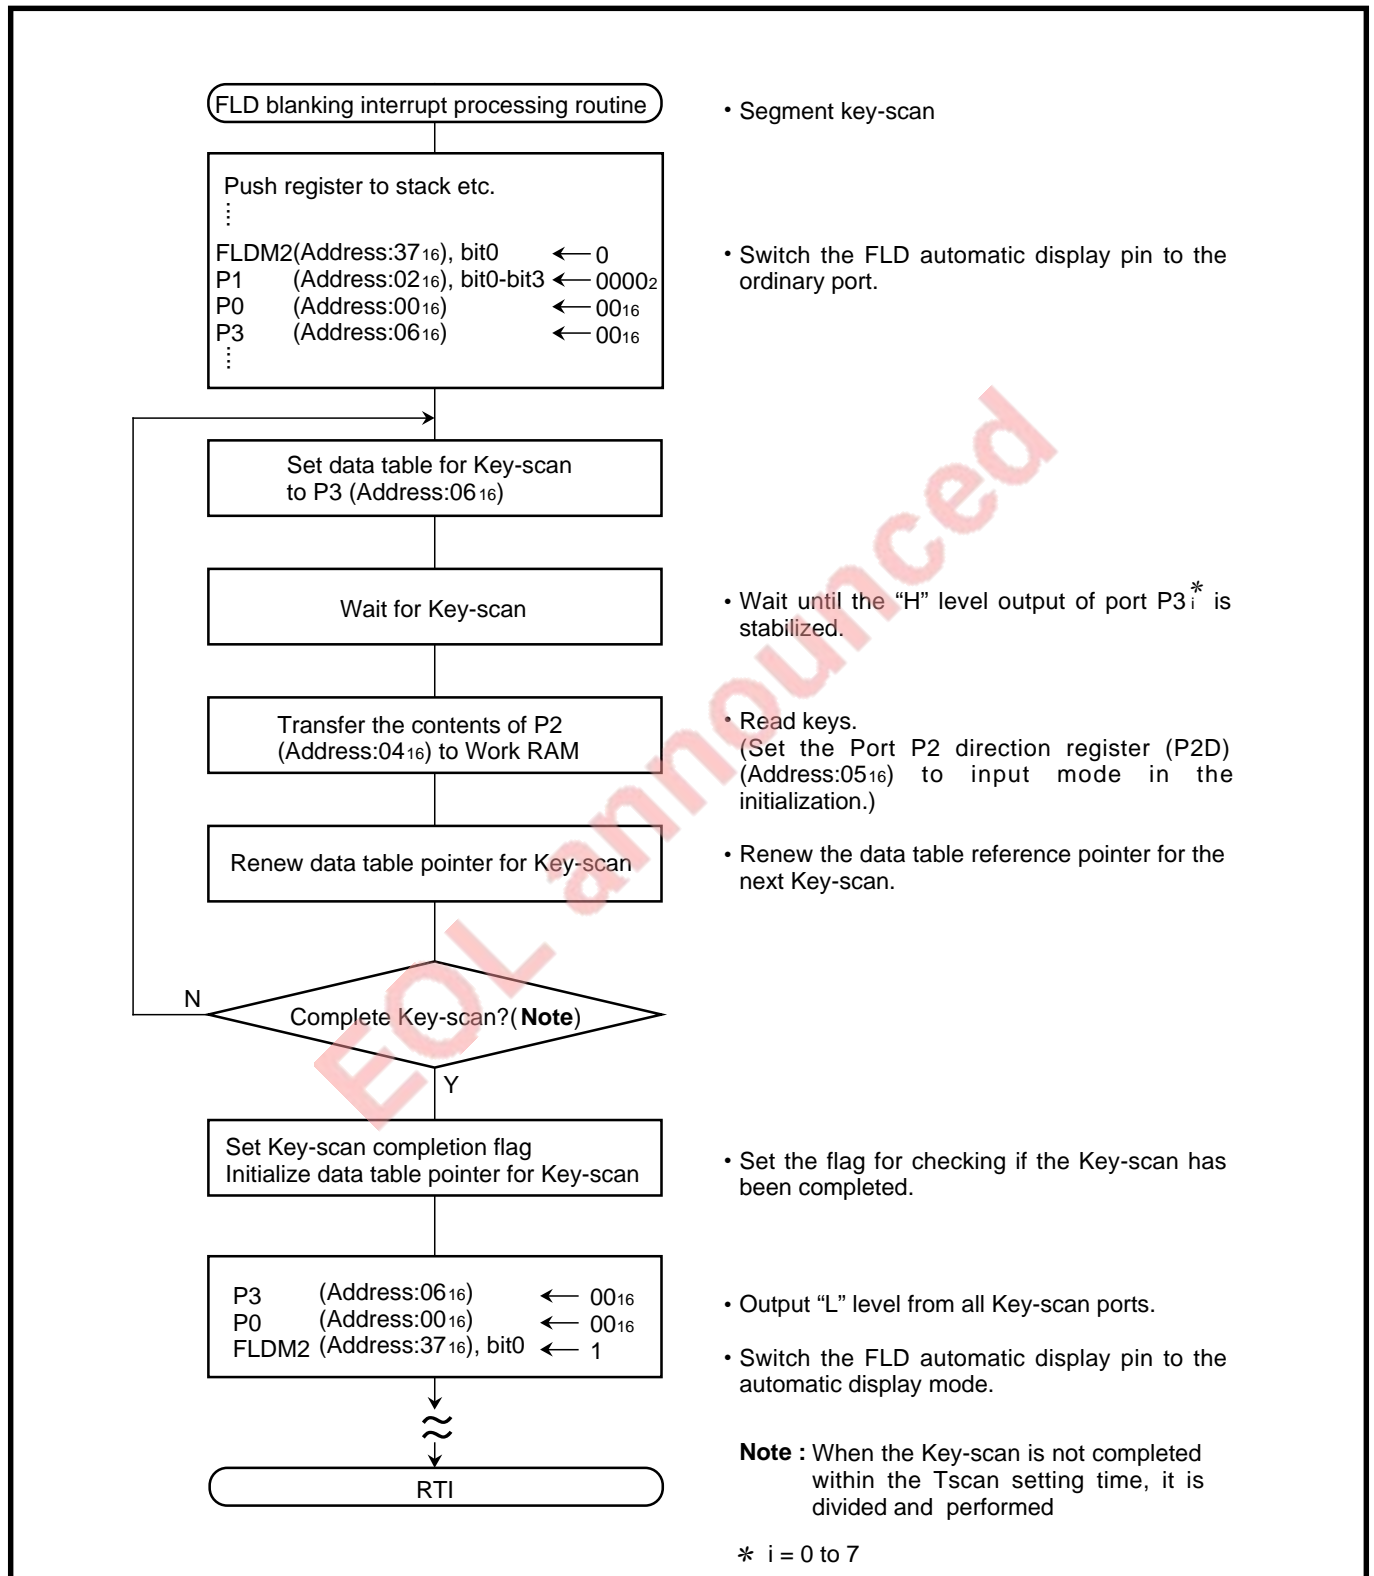 FLD blanking interrupt processing routine
・Segment key-scan
Push register to stack etc.
FLDM2(Address:3716), bit0 ← 0
P1 (Address:0216), bit0-bit3 ← 00002
P0 (Address:0016) ← 0016
P3 (Address:0616) ← 0016
・Switch the FLD automatic display pin to the
ordinary port.
Set data table for Key-scan
to P3 (Address:0616)
Wait for Key-scan
・Wait until the “H” level output of port P3i* is
stabilized.
Transfer the contents of P2
(Address:0416) to Work RAM
・Read keys.
(Set the Port P2 direction register (P2D)
(Address:0516) to input mode in the
initialization.)
Renew data table pointer for Key-scan
・Renew the data table reference pointer for the
next Key-scan.
N
Complete Key-scan?(Note)
Y
Set Key-scan completion flag
Initialize data table pointer for Key-scan
・Set the flag for checking if the Key-scan has
been completed.
P3 (Address:0616) ← 0016
P0 (Address:0016) ← 0016
FLDM2 (Address:3716), bit0 ← 1
・Output “L” level from all Key-scan ports.
・Switch the FLD automatic display pin to the
automatic display mode.
RTI
Note : When the Key-scan is not completed
within the Tscan setting time, it is
divided and performed
* i = 0 to 7
EOL announced